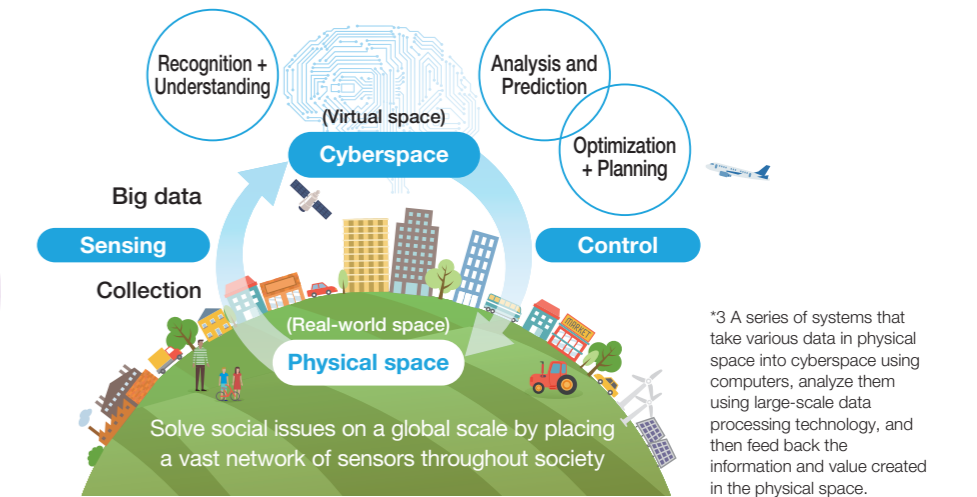 Recognition +
Understanding
Analysis and
Prediction
(Virtual space)
Cyberspace
Optimization
+ Planning
Big data
Sensing
Control
Collection
(Real-world space)
Physical space
MARKET
Solve social issues on a global scale by placing
a vast network of sensors throughout society
*3 A series of systems that
take various data in physical
space into cyberspace using
computers, analyze them
using large-scale data
processing technology, and
then feed back the
information and value created
in the physical space.